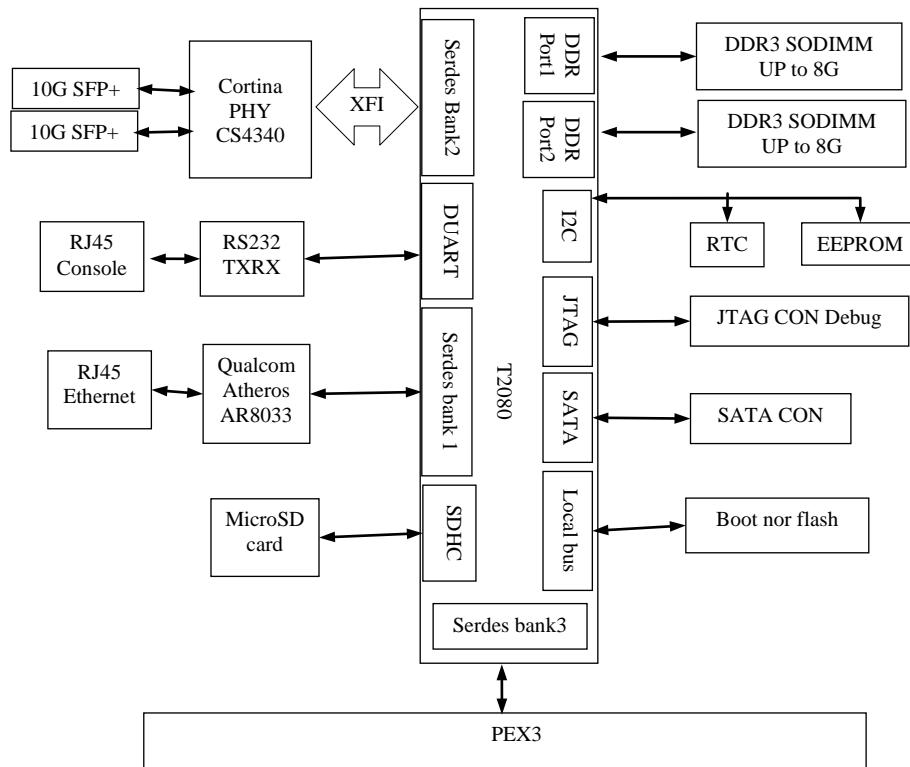 10G SFP+
10G SFP+
Cortina
PHY
CS4340
XFI
Serdes Bank2
DDR
Port1
DDR3 SODIMM
UP to 8G
DDR
Port2
DDR3 SODIMM
UP to 8G
RJ45
Console
RS232
TXRX
DUART
I2C
RTC
EEPROM
JTAG
JTAG CON Debug
RJ45
Ethernet
Qualcom
Atheros
AR8033
Serdes bank 1
T2080
SATA
SATA CON
MicroSD
card
SDHC
Local bus
Boot nor flash
Serdes bank3
PEX3